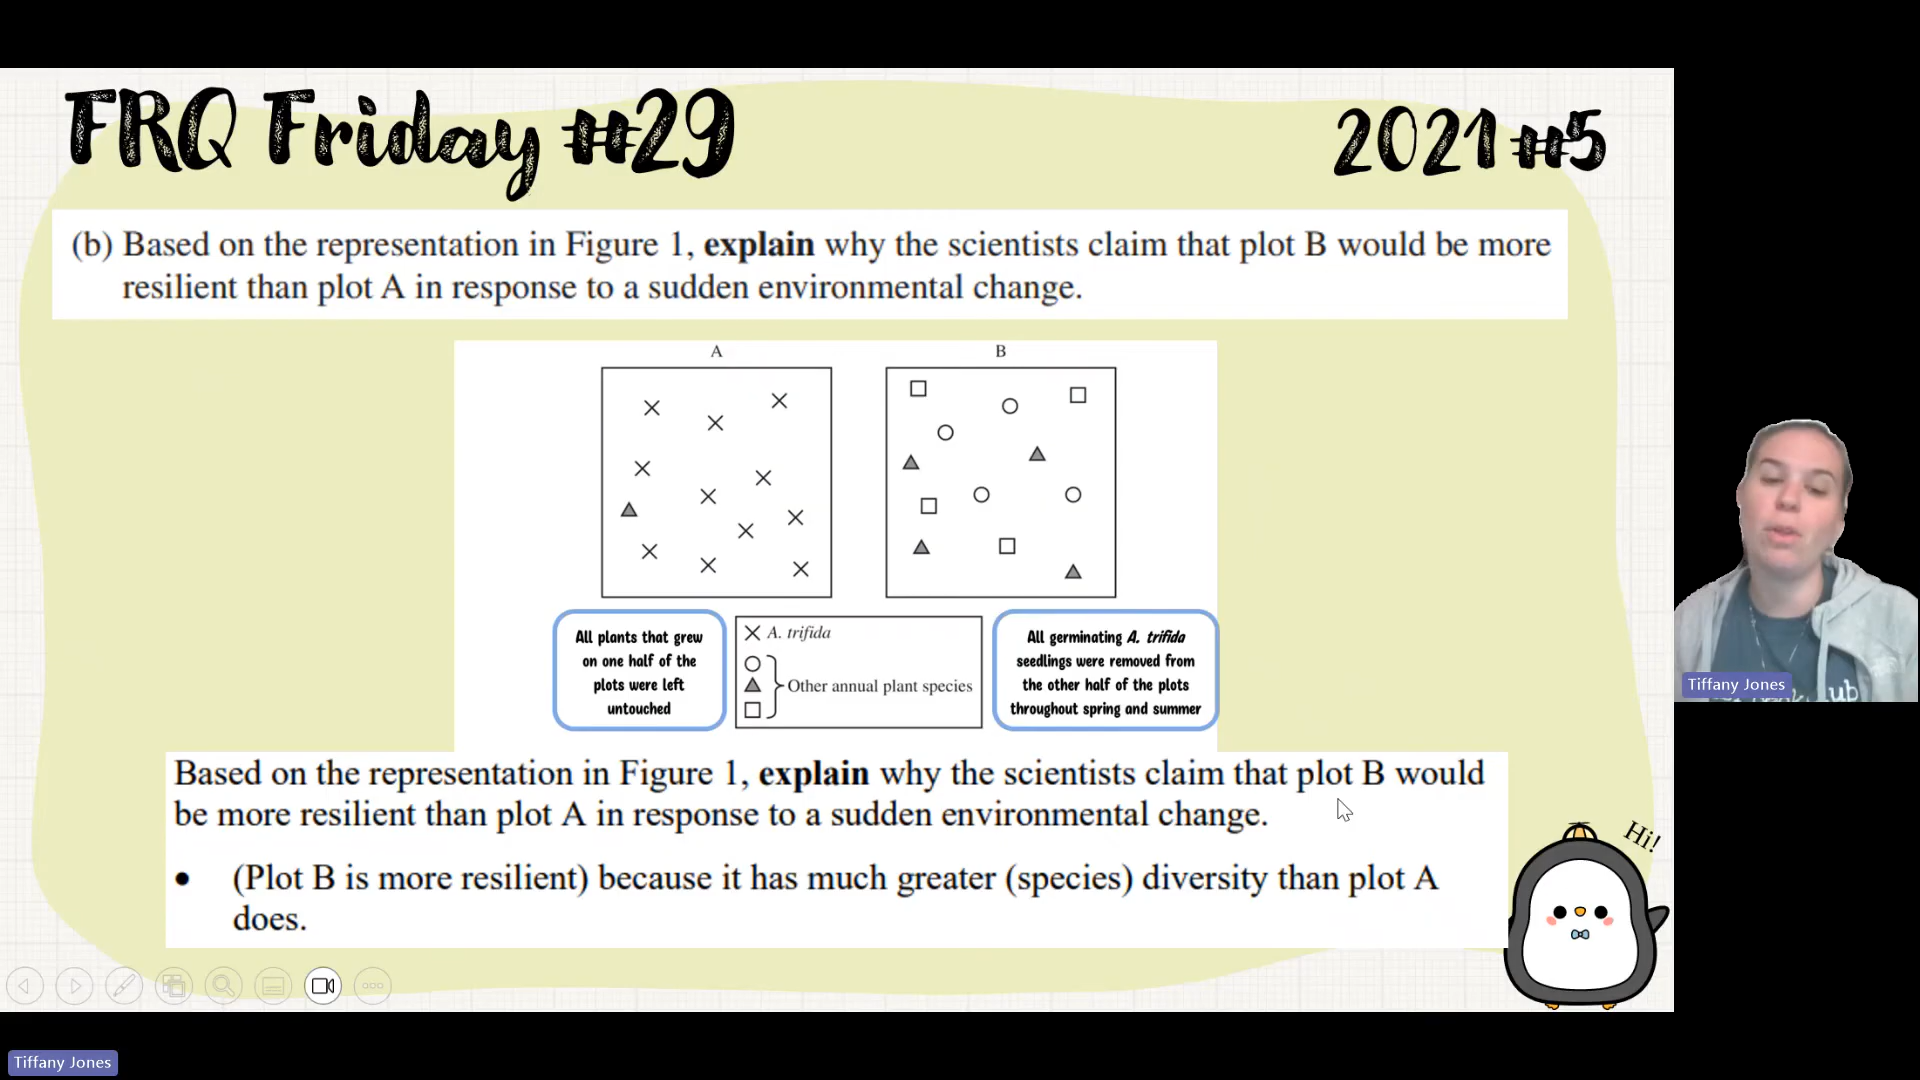 FRQ Friday #29
2021 #5
(b) Based on the representation in Figure 1, explain why the scientists claim that plot B would be more
resilient than plot A in response to a sudden environmental change.
A
B
All plants that grew
on one half of the
plots were left
untouched
A. trifida
Other annual plant species
All germinating A. trifida
seedlings were removed from
the other half of the plots
throughout spring and summer
Based on the representation in Figure 1, explain why the scientists claim that plot B would
be more resilient than plot A in response to a sudden environmental change.
• (Plot B is more resilient) because it has much greater (species) diversity than plot A
does.
Hi!
Tiffany Jones
Tiffany Jones